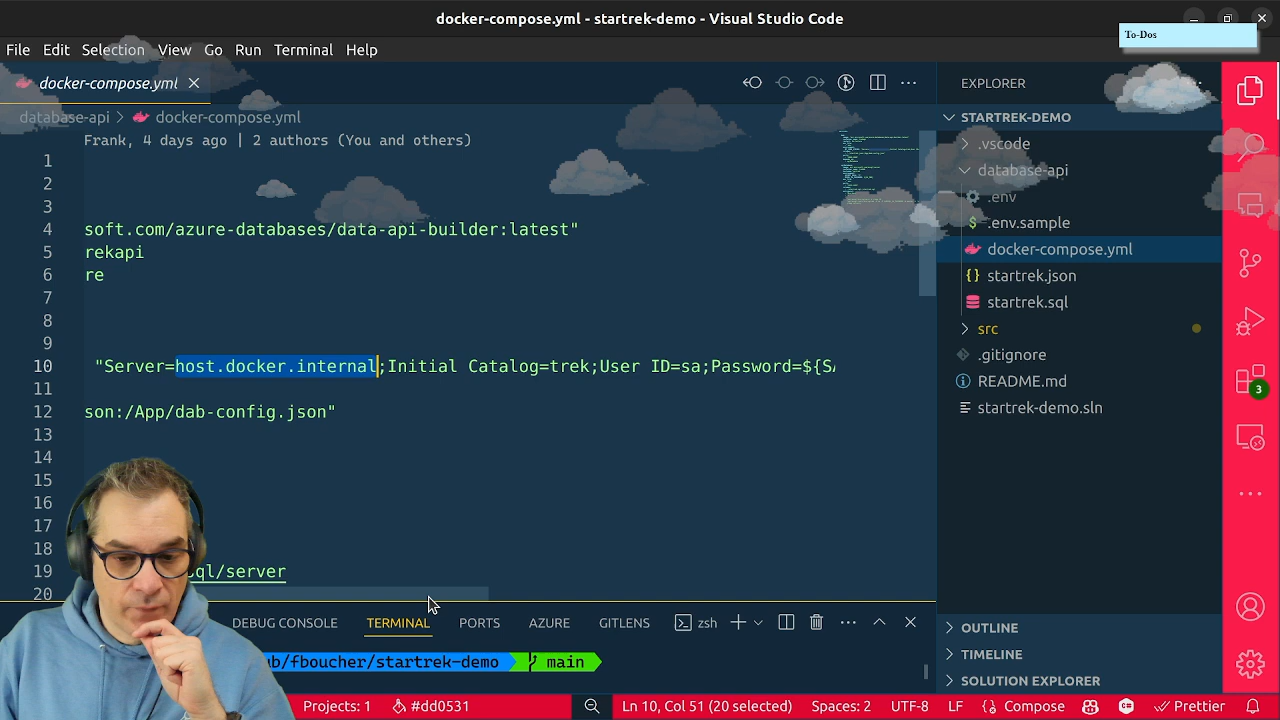 docker-compose.yml - startrek-demo - Visual Studio Code
To-Dos
File Edit Selection View Go Run Terminal Help
docker-compose.yml
database-api > docker-compose.yml
Frank, 4 days ago | 2 authors (You and others)
1
2
3
4 soft.com/azure-databases/data-api-builder:latest"
5 rekapi
6 re
7
8
9
10 "Server=host.docker.internal;Initial Catalog=trek;User ID=sa;Password=${SA
11
12 son:/App/dab-config.json"
13
14
15
16
17
18
19 ql/server
20
EXPLORER
STARTREK-DEMO
.vscode
database-api
.env
.env.sample
docker-compose.yml
startrek.json
startrek.sql
src
.gitignore
README.md
startrek-demo.sln
3
DEBUG CONSOLE TERMINAL PORTS AZURE GITLENS zsh
ub/fboucher/startrek-demo main
OUTLINE
TIMELINE
SOLUTION EXPLORER
Projects: 1 #dd0531 Ln 10, Col 51 (20 selected) Spaces: 2 UTF-8 LF Compose Prettier